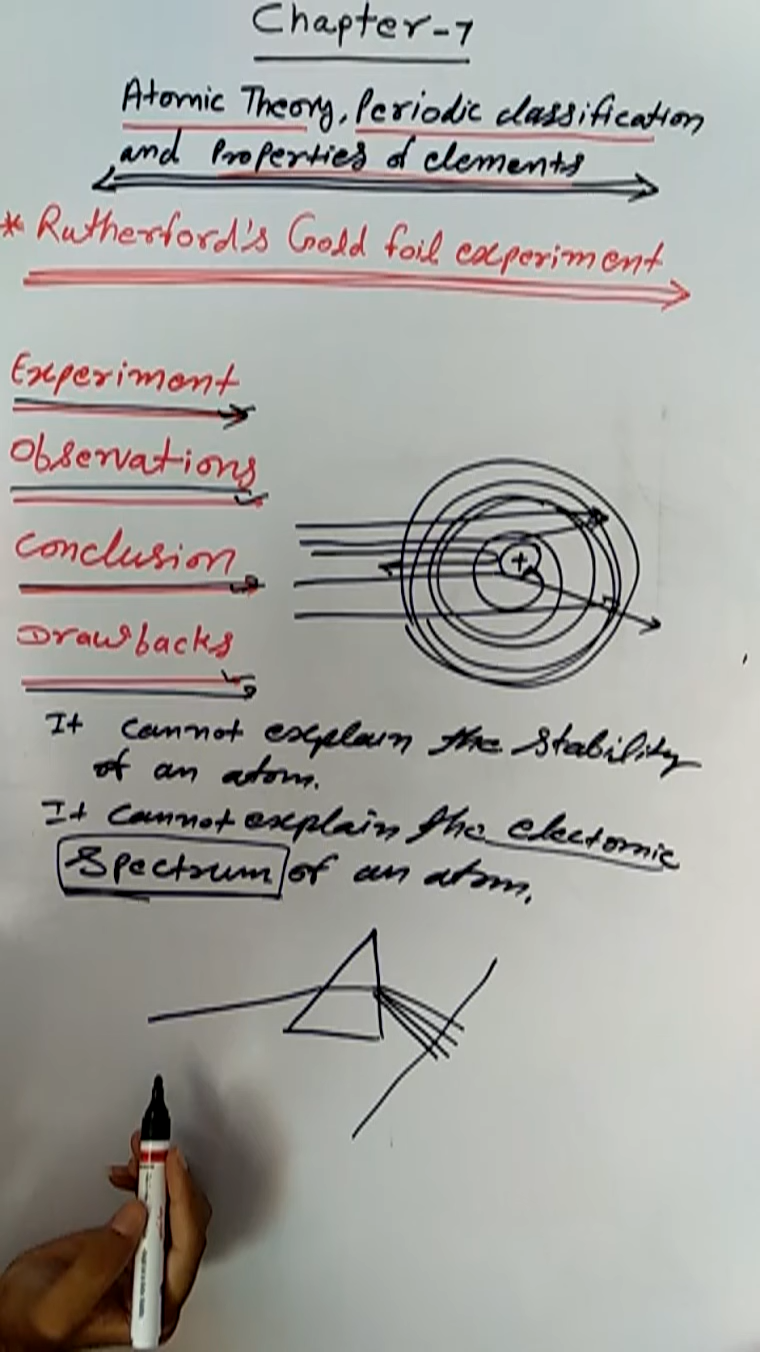 Chapter-7
Atomic Theory, Periodic classification
and Properties of elements
* Rutherford's Gold foil experiment
Experiment
Observations
Conclusion
Drawbacks
+
It cannot explain the stability
of an atom.
It cannot explain the electornic
Spectrum of an atom.